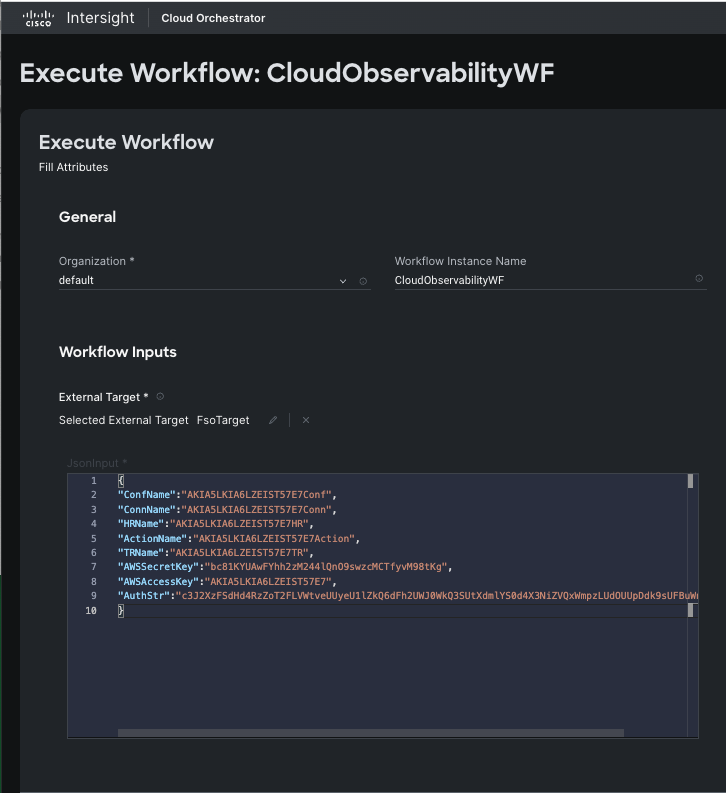 CISCO
Intersight
Cloud Orchestrator
Execute Workflow: CloudObservabilityWF
Execute Workflow
Fill Attributes
General
Organization *
default
Workflow Instance Name
CloudObservabilityWF
Workflow Inputs
External Target *
Selected External Target FsoTarget
JsonInput *
1 {
2 "ConfName":"AKIA5LKIA6LZEIST57E7Conf",
3 "ConnName":"AKIA5LKIA6LZEIST57E7Conn",
4 "HRName":"AKIA5LKIA6LZEIST57E7HR",
5 "ActionName":"AKIA5LKIA6LZEIST57E7Action",
6 "TRName":"AKIA5LKIA6LZEIST57E7TR",
7 "AWSSecretKey":"bc81KYUAwFYhh2zM244lQnO9swzcMCTfyvM98tKg",
8 "AWSAccessKey":"AKIA5LKIA6LZEIST57E7",
9 "AuthStr":
10 }